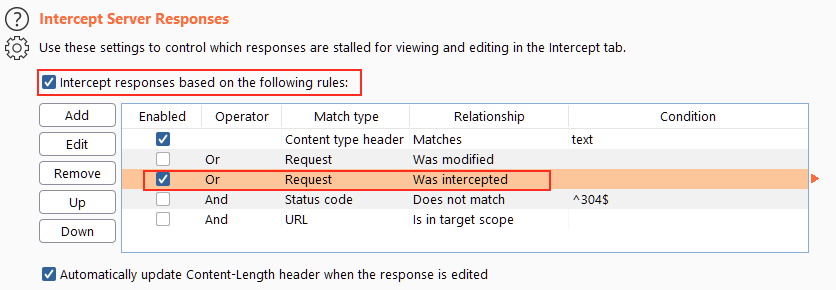 Intercept Server Responses
Use these settings to control which responses are stalled for viewing and editing in the Intercept tab.
Intercept responses based on the following rules:
Add
Edit
Remove
Up
Down
Enabled Operator Match type Relationship Condition
Content type header Matches text
Or Request Was modified
Or Request Was intercepted
And Status code Does not match ^304$
And URL Is in target scope
Automatically update Content-Length header when the response is edited